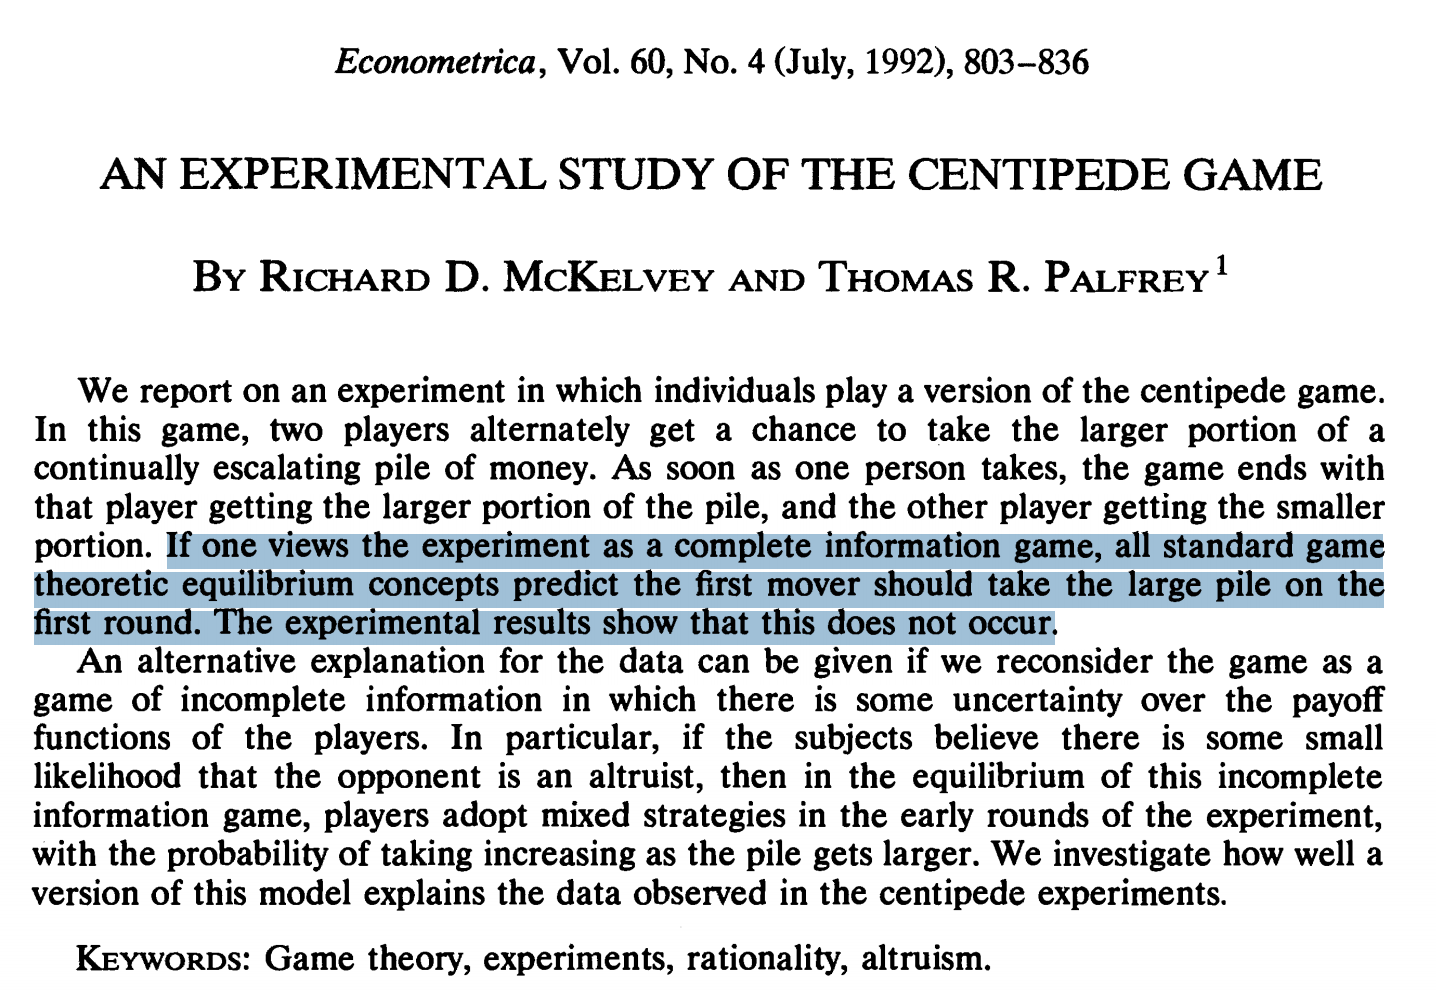 Econometrica, Vol. 60, No. 4 (July, 1992), 803–836
AN EXPERIMENTAL STUDY OF THE CENTIPEDE GAME
BY RICHARD D. MCKELVEY AND THOMAS R. PALFREY¹
We report on an experiment in which individuals play a version of the centipede game.
In this game, two players alternately get a chance to take the larger portion of a
continually escalating pile of money. As soon as one person takes, the game ends with
that player getting the larger portion of the pile, and the other player getting the smaller
portion. If one views the experiment as a complete information game, all standard game
theoretic equilibrium concepts predict the first mover should take the large pile on the
first round. The experimental results show that this does not occur.
An alternative explanation for the data can be given if we reconsider the game as a
game of incomplete information in which there is some uncertainty over the payoff
functions of the players. In particular, if the subjects believe there is some small
likelihood that the opponent is an altruist, then in the equilibrium of this incomplete
information game, players adopt mixed strategies in the early rounds of the experiment,
with the probability of taking increasing as the pile gets larger. We investigate how well a
version of this model explains the data observed in the centipede experiments.
KEYWORDS: Game theory, experiments, rationality, altruism.